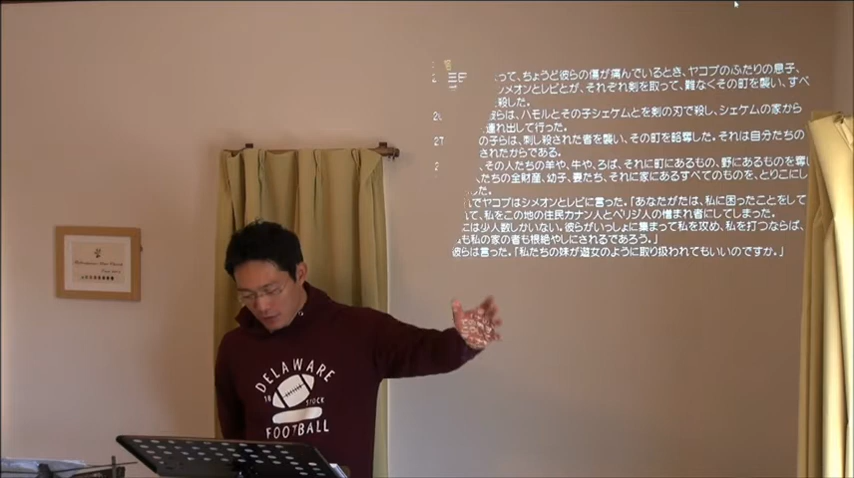 って、ちょうど彼らの傷が痛んでいるとき、ヤコブのふたりの息子、
メオンとレビとが、それぞれ剣を取って、難なくその町を襲い、すべ
殺した。
26 らは、ハモルとその子シェケムとを剣の刃で殺し、シェケムの家から
連れ出して行った。
27 の子らは、刺し殺された者を襲い、その町を略奪した。それは自分たちの
されたからである。
2 、その人たちの羊や、牛や、ろば、それに町にあるもの、野にあるものを奪
たちの全財産、幼子、妻たち、それに家にあるすべてのものを、とりこにし
た。
でヤコブはシメオンとレビに言った。「あなたがたは、私に困ったことをして
て、私をこの地の住民カナン人とペリジ人の憎まれ者にしてしまった。
には少人数しかいない。彼らがいっしょに集まって私を攻め、私を打つならば、
も私の家の者も根絶やしにされるであろう。」
彼らは言った。「私たちの妹が遊女のように取り扱われてもいいのですか。」
DELAWARE
STOCK
FOOTBALL